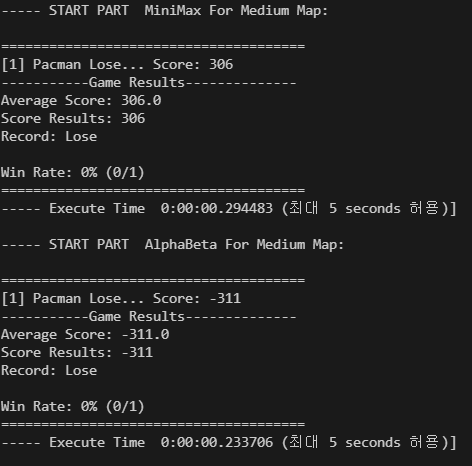 ----- START PART  MiniMax For Medium Map:
======================================
[1] Pacman Lose... Score: 306
-----------Game Results--------------
Average Score: 306.0
Score Results: 306
Record: Lose
Win Rate: 0% (0/1)
======================================
----- Execute Time  0:00:00.294483 (최대 5 seconds 허용)]
----- START PART  AlphaBeta For Medium Map:
======================================
[1] Pacman Lose... Score: -311
-----------Game Results--------------
Average Score: -311.0
Score Results: -311
Record: Lose
Win Rate: 0% (0/1)
======================================
----- Execute Time  0:00:00.233706 (최대 5 seconds 허용)]